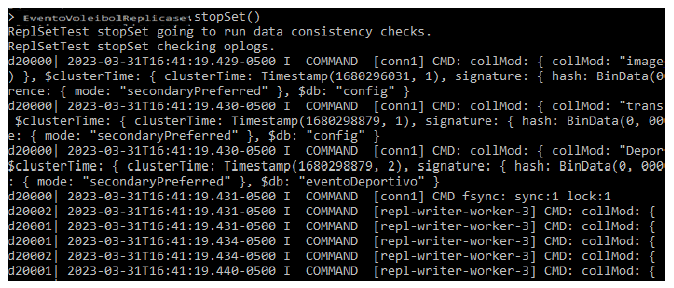 > EventoVoleibolReplicase.stopSet()
ReplSetTest stopSet going to run data consistency checks.
ReplSetTest stopSet checking oplogs.
d20000| 2023-03-31T16:41:19.429-0500 I  COMMAND  [conn1] CMD: collMod: { collMod: "image
) }, $clusterTime: { clusterTime: Timestamp(1680296031, 1), signature: { hash: BinData(0
rence: { mode: "secondaryPreferred" }, $db: "config" }
d20000| 2023-03-31T16:41:19.430-0500 I  COMMAND  [conn1] CMD: collMod: { collMod: "trans
 $clusterTime: { clusterTime: Timestamp(1680298879, 1), signature: { hash: BinData(0, 00
e: { mode: "secondaryPreferred" }, $db: "config" }
d20000| 2023-03-31T16:41:19.430-0500 I  COMMAND  [conn1] CMD: collMod: { collMod: "Depor
$clusterTime: { clusterTime: Timestamp(1680298879, 2), signature: { hash: BinData(0, 000
: { mode: "secondaryPreferred" }, $db: "eventoDeportivo" }
d20000| 2023-03-31T16:41:19.431-0500 I  COMMAND  [conn1] CMD fsync: sync:1 lock:1
d20002| 2023-03-31T16:41:19.431-0500 I  COMMAND  [repl-writer-worker-3] CMD: collMod: {
d20001| 2023-03-31T16:41:19.431-0500 I  COMMAND  [repl-writer-worker-3] CMD: collMod: {
d20001| 2023-03-31T16:41:19.434-0500 I  COMMAND  [repl-writer-worker-3] CMD: collMod: {
d20002| 2023-03-31T16:41:19.434-0500 I  COMMAND  [repl-writer-worker-3] CMD: collMod: {
d20001| 2023-03-31T16:41:19.440-0500 I  COMMAND  [repl-writer-worker-3] CMD: collMod: {